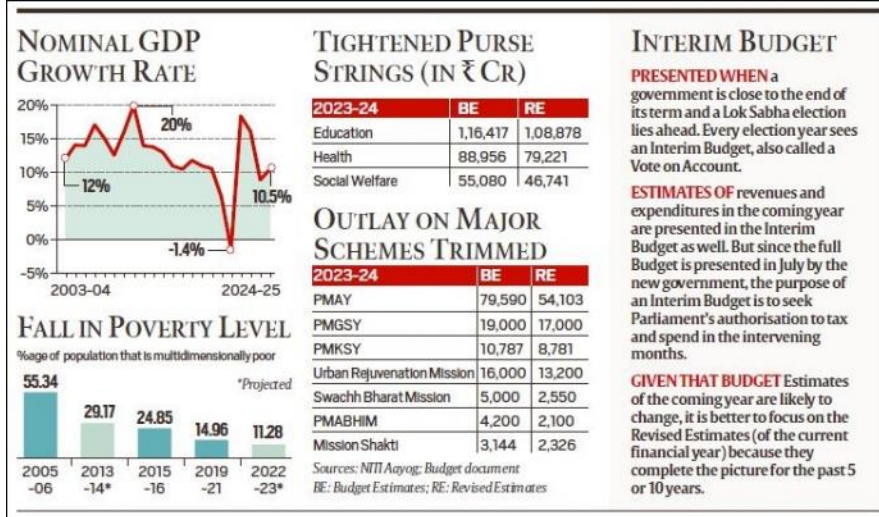 NOMINAL GDP
GROWTH RATE
20%
15%
10%
5%
0%
-5%
20%
12%
10.5%
-1.4%
2003-04
2024-25
FALL IN POVERTY LEVEL
%age of population that is multidimensionally poor
*Projected
55.34
29.17
24.85
14.96
11.28
2005 2013 2015 2019 2022
-06 -14* -16 -21 -23*
TIGHTENED PURSE
STRINGS (IN ₹ CR)
2023-24 BE RE
Education 1,16,417 1,08,878
Health 88,956 79,221
Social Welfare 55,080 46,741
OUTLAY ON MAJOR
SCHEMES TRIMMED
2023-24 BE RE
PMAY 79,590 54,103
PMGSY 19,000 17,000
PMKSY 10,787 8,781
Urban Rejuvenation Mission 16,000 13,200
Swachh Bharat Mission 5,000 2,550
PMABHIM 4,200 2,100
Mission Shakti 3,144 2,326
Sources: NITI Aayog; Budget document
BE: Budget Estimates; RE: Revised Estimates
INTERIM BUDGET
PRESENTED WHEN a
government is close to the end of
its term and a Lok Sabha election
lies ahead. Every election year sees
an Interim Budget, also called a
Vote on Account.
ESTIMATES OF revenues and
expenditures in the coming year
are presented in the Interim
Budget as well. But since the full
Budget is presented in July by the
new government, the purpose of
an Interim Budget is to seek
Parliament's authorisation to tax
and spend in the intervening
months.
GIVEN THAT BUDGET Estimates
of the coming year are likely to
change, it is better to focus on the
Revised Estimates (of the current
financial year) because they
complete the picture for the past 5
or 10 years.